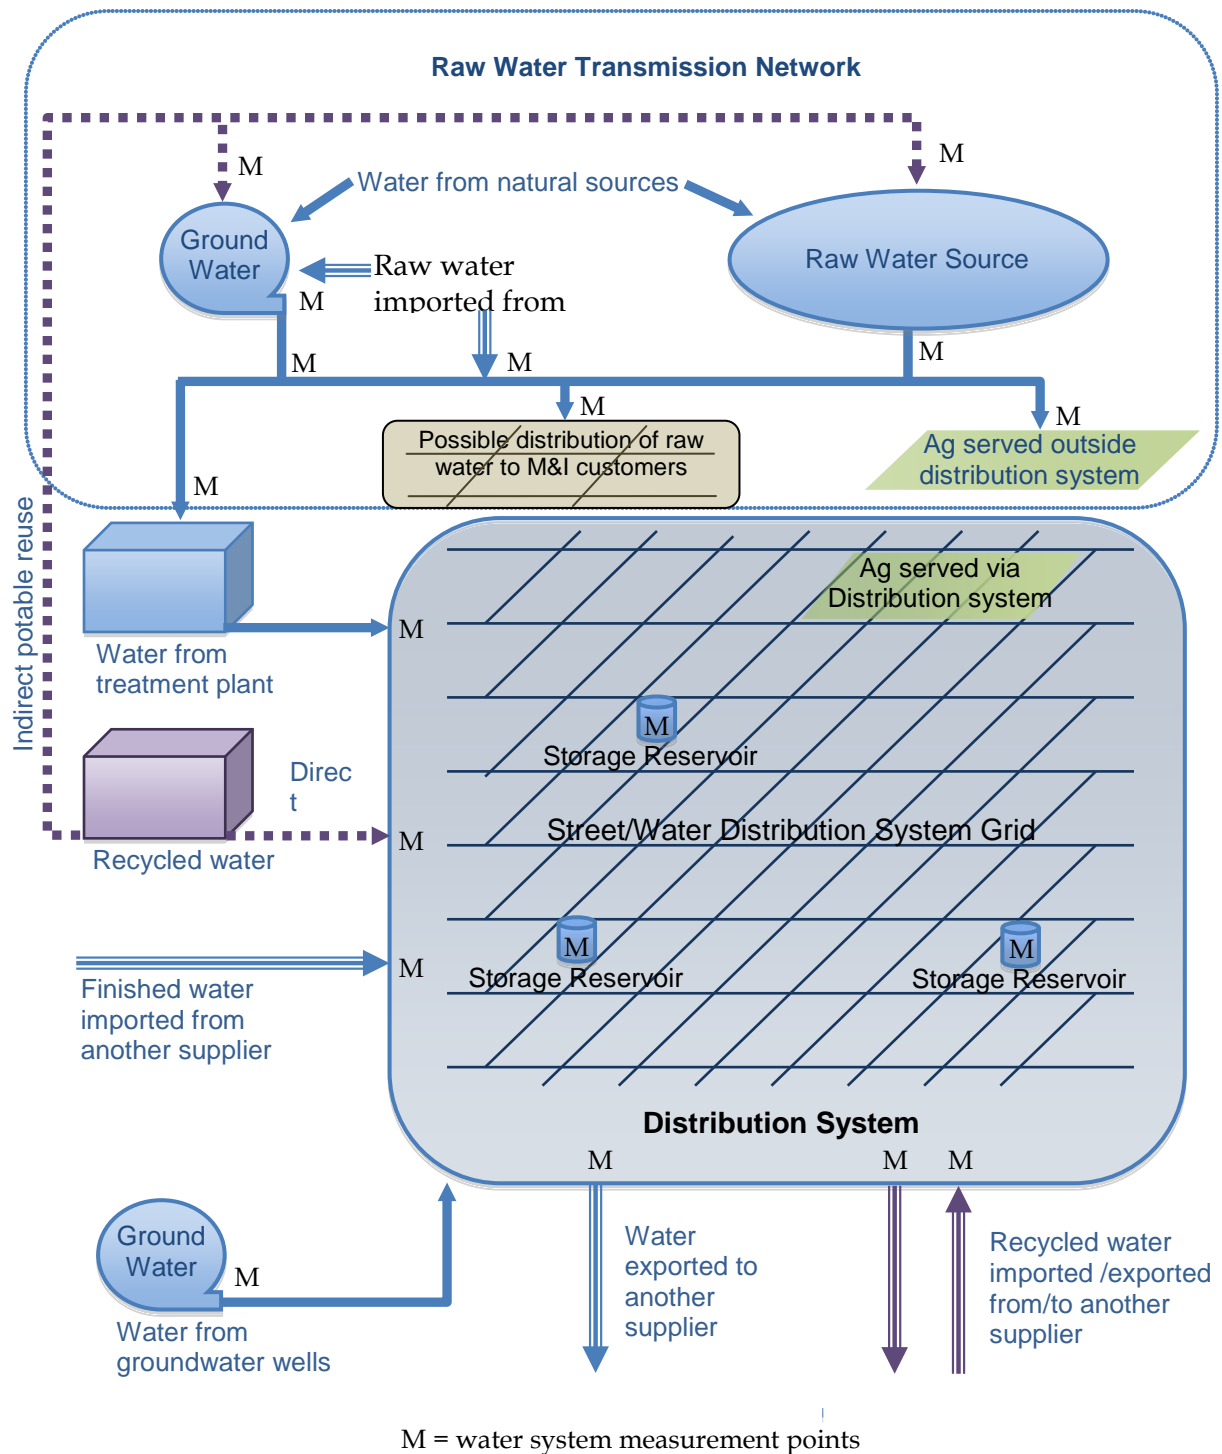 Raw Water Transmission Network
M
M
Water from natural sources
Ground
Water
Raw Water Source
Raw water
imported from
M
M
M
M
M
M
Possible distribution of raw
water to M&I customers
Ag served outside
distribution system
M
Indirect potable reuse
Ag served via
Distribution system
M
Water from
treatment plant
M
Storage Reservoir
Direc
t
Street/Water Distribution System Grid
M
Recycled water
M
M
M
Storage Reservoir
Storage Reservoir
Finished water
imported from
another supplier
Distribution System
M
M
M
Ground
Water
M
Water from
groundwater wells
Water
exported to
another
supplier
Recycled water
imported /exported
from/to another
supplier
M = water system measurement points